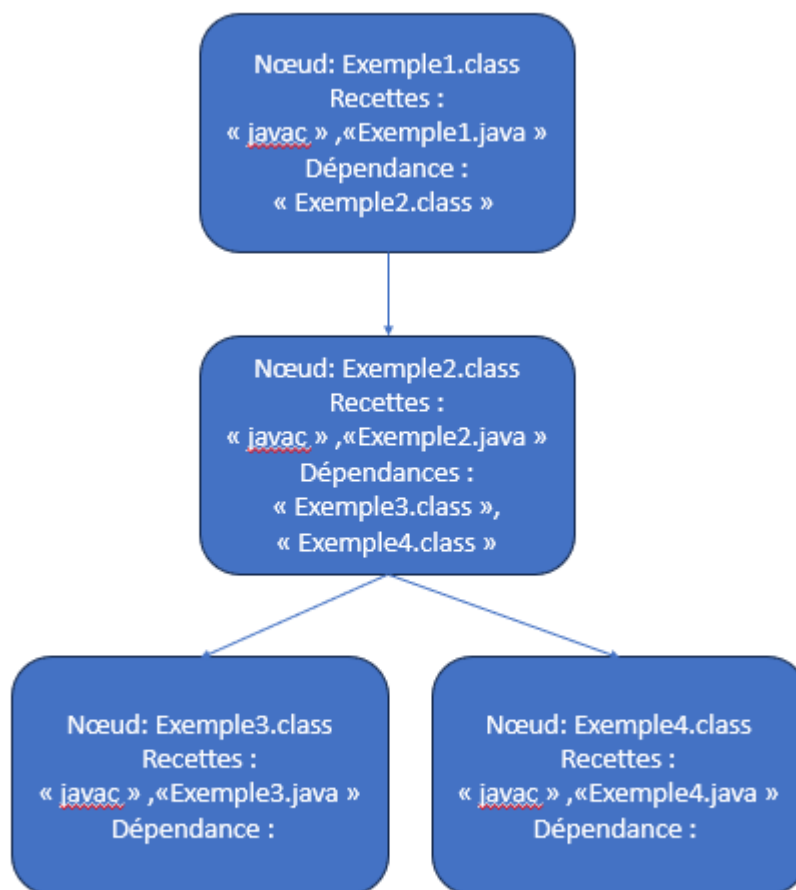 Nœud: Exemple1.class
Recettes :
« javac » ,«Exemple1.java »
Dépendance :
« Exemple2.class »
Nœud: Exemple2.class
Recettes :
« javac » ,«Exemple2.java »
Dépendances :
« Exemple3.class »,
« Exemple4.class »
Nœud: Exemple3.class
Recettes :
« javac » ,«Exemple3.java »
Dépendance :
Nœud: Exemple4.class
Recettes :
« javac » ,«Exemple4.java »
Dépendance :